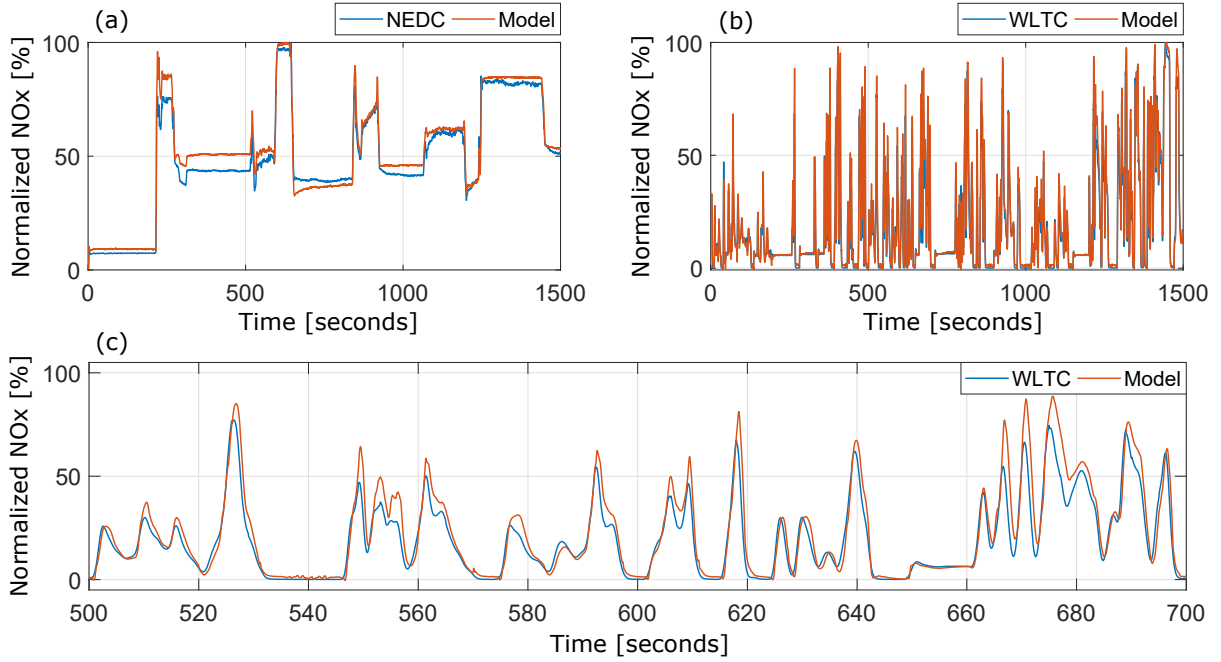 (a)
NEDC Model
Normalized NOx [%]
100
50
0
0 500 1000 1500
Time [seconds]
(b)
WLTC Model
Normalized NOx [%]
100
50
0
0 500 1000 1500
Time [seconds]
(c)
WLTC Model
Normalized NOx [%]
100
50
0
500 520 540 560 580 600 620 640 660 680 700
Time [seconds]